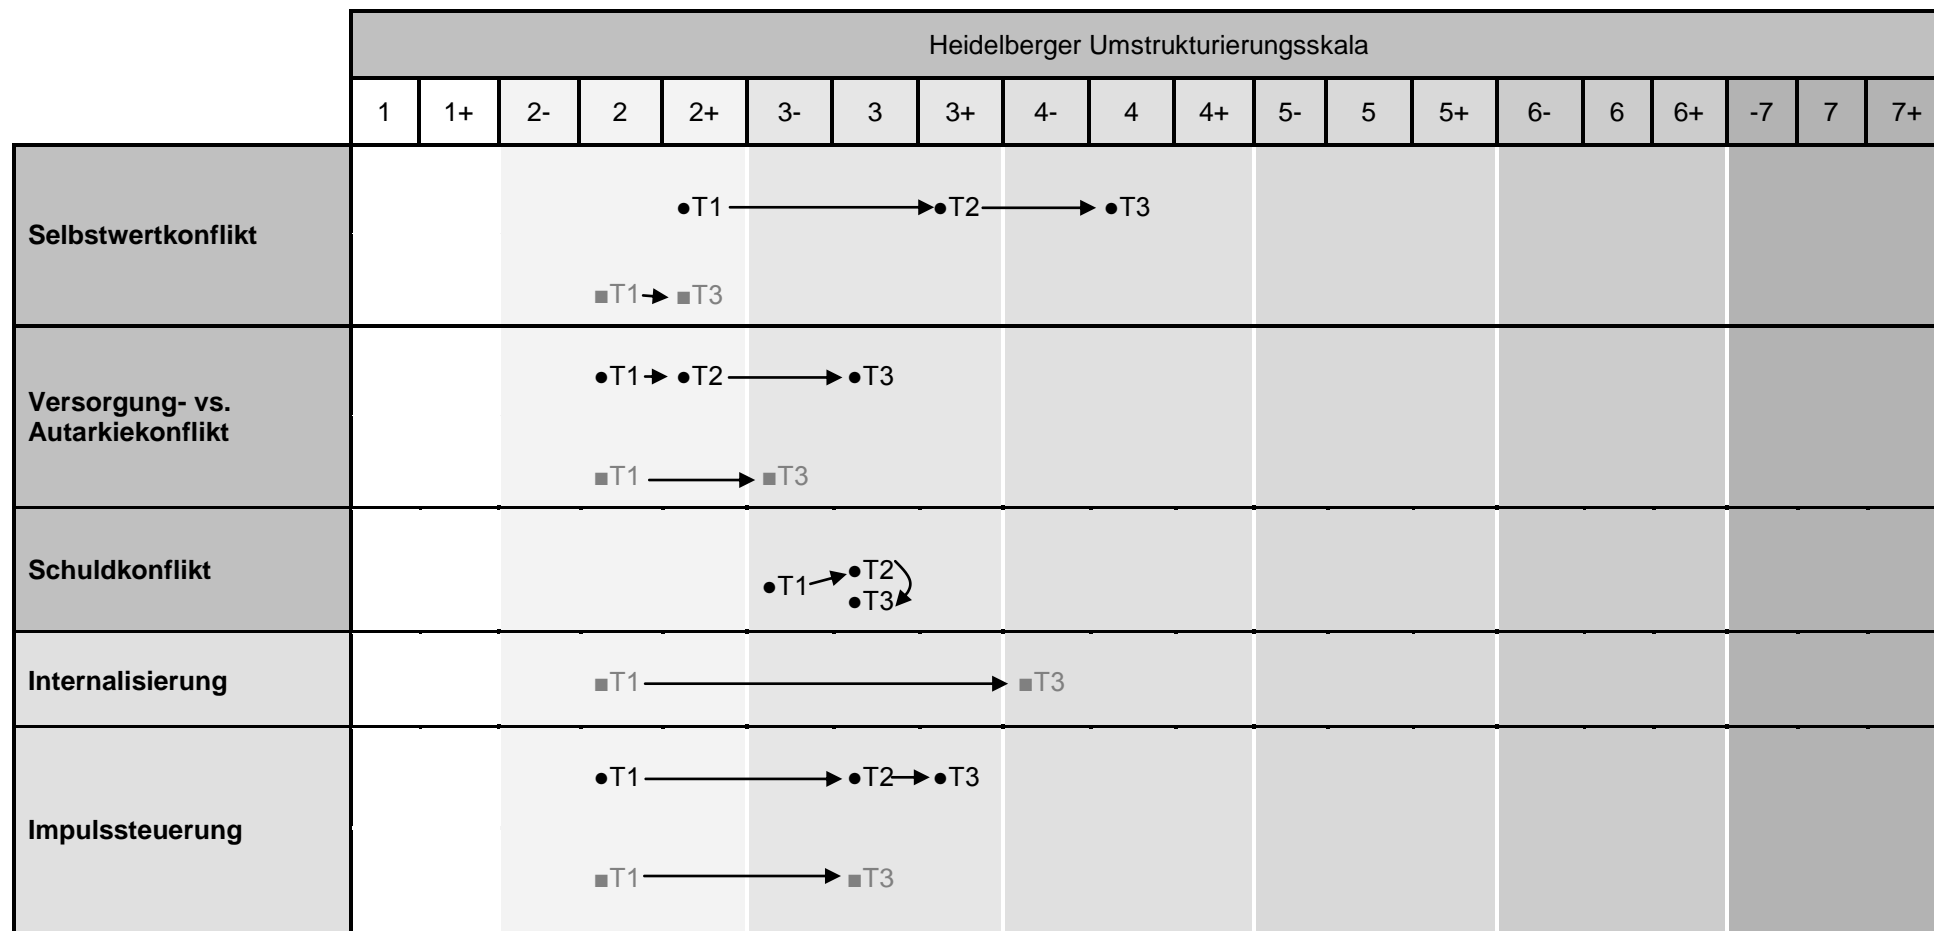 Heidelberger Umstrukturierungsskala
1 1+ 2- 2 2+ 3- 3 3+ 4- 4 4+ 5- 5 5+ 6- 6 6+ -7 7 7+
Selbstwertkonflikt
●T1 ●T2 ●T3
■T1 ■T3
Versorgung- vs.
Autarkiekonflikt
●T1 ●T2 ●T3
■T1 ■T3
Schuldkonflikt
●T1 ●T2
●T3
Internalisierung
■T1 ■T3
Impulssteuerung
●T1 ●T2 ●T3
■T1 ■T3